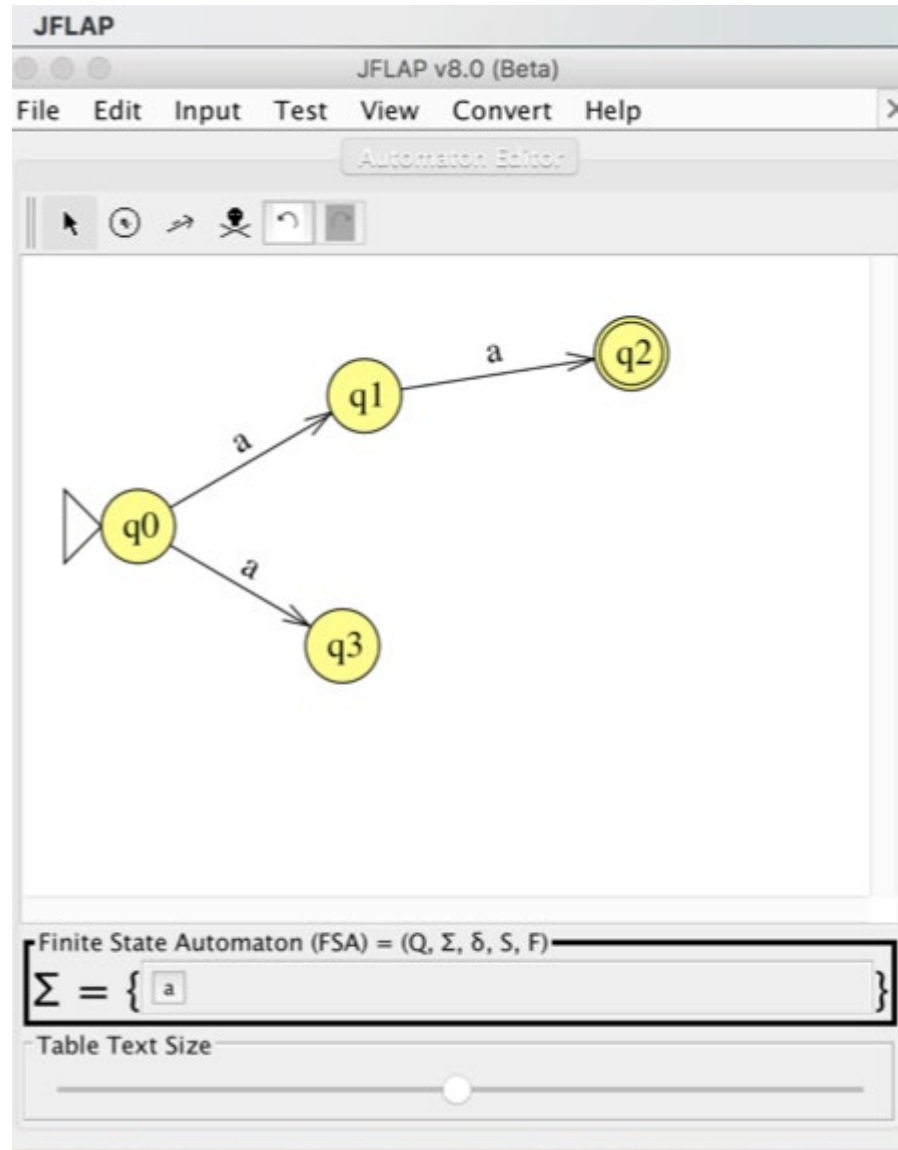 JFLAP
JFLAP v8.0 (Beta)
File Edit Input Test View Convert Help
Automaton Editor
a
q2
q1
a
q0
a
q3
Finite State Automaton (FSA) = (Q, Σ, δ, S, F)
Σ = { a }
Table Text Size